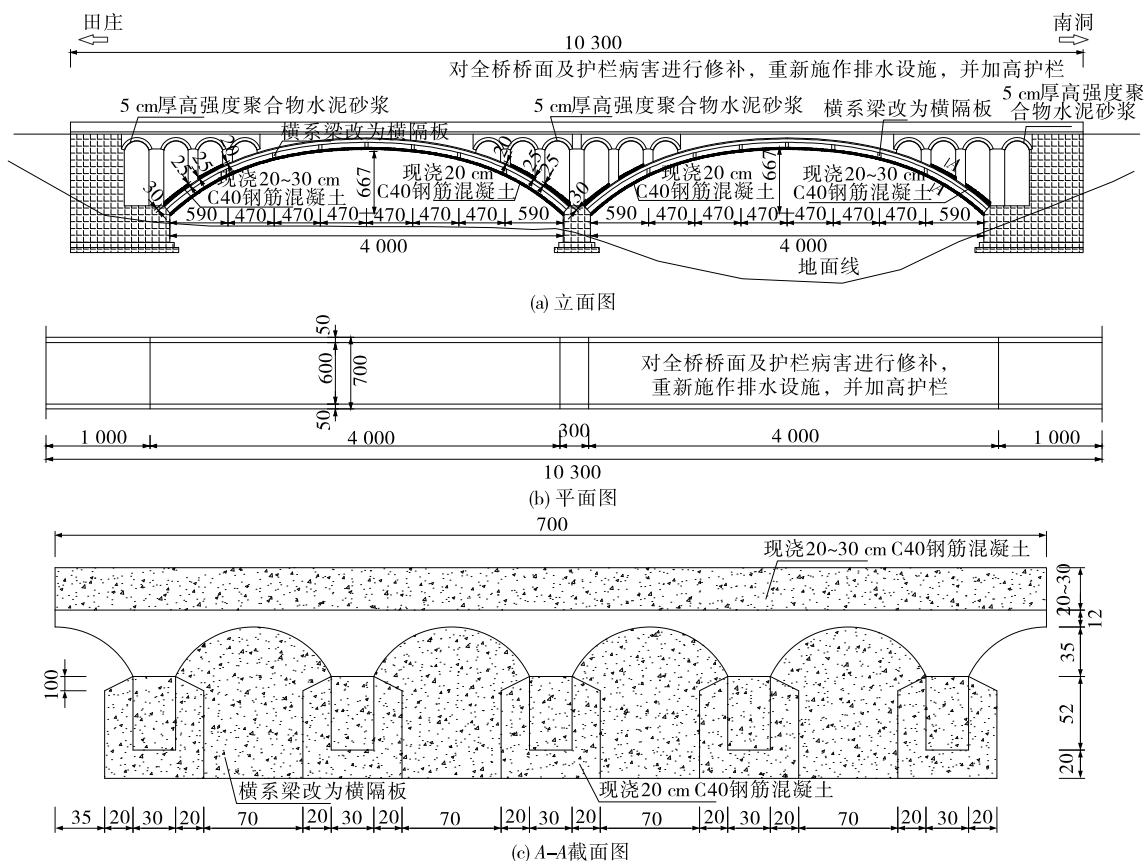 田庄
南洞
10 300
对全桥桥面及护栏病害进行修补，重新施作排水设施，并加高护栏
5 cm厚高强度聚合物水泥砂浆
5 cm厚高强度聚合物水泥砂浆
横系梁改为横隔板
5 cm厚高强度聚
合物水泥砂浆
横系梁改为横隔板
20
25
25
30
现浇20~30 cm
C40钢筋混凝土
667
现浇20 cm
C40钢筋混凝土
20
25
25
30
现浇20 cm
C40钢筋混凝土
667
现浇20~30 cm
C40钢筋混凝土
A
A
590 470 470 470 470 470 470 590
590 470 470 470 470 470 470 590
4 000
4 000
地面线
(a) 立面图
50
600
700
50
对全桥桥面及护栏病害进行修补，
重新施作排水设施，并加高护栏
1 000 4 000 300 4 000 1 000
10 300
(b) 平面图
700
现浇20~30 cm C40钢筋混凝土
20~30
12
35
52
20
100
横系梁改为横隔板
现浇20 cm C40钢筋混凝土
35 20 30 20 70 20 30 20 70 20 30 20 70 20 30 20 70 20 30 20
(c) A-A截面图